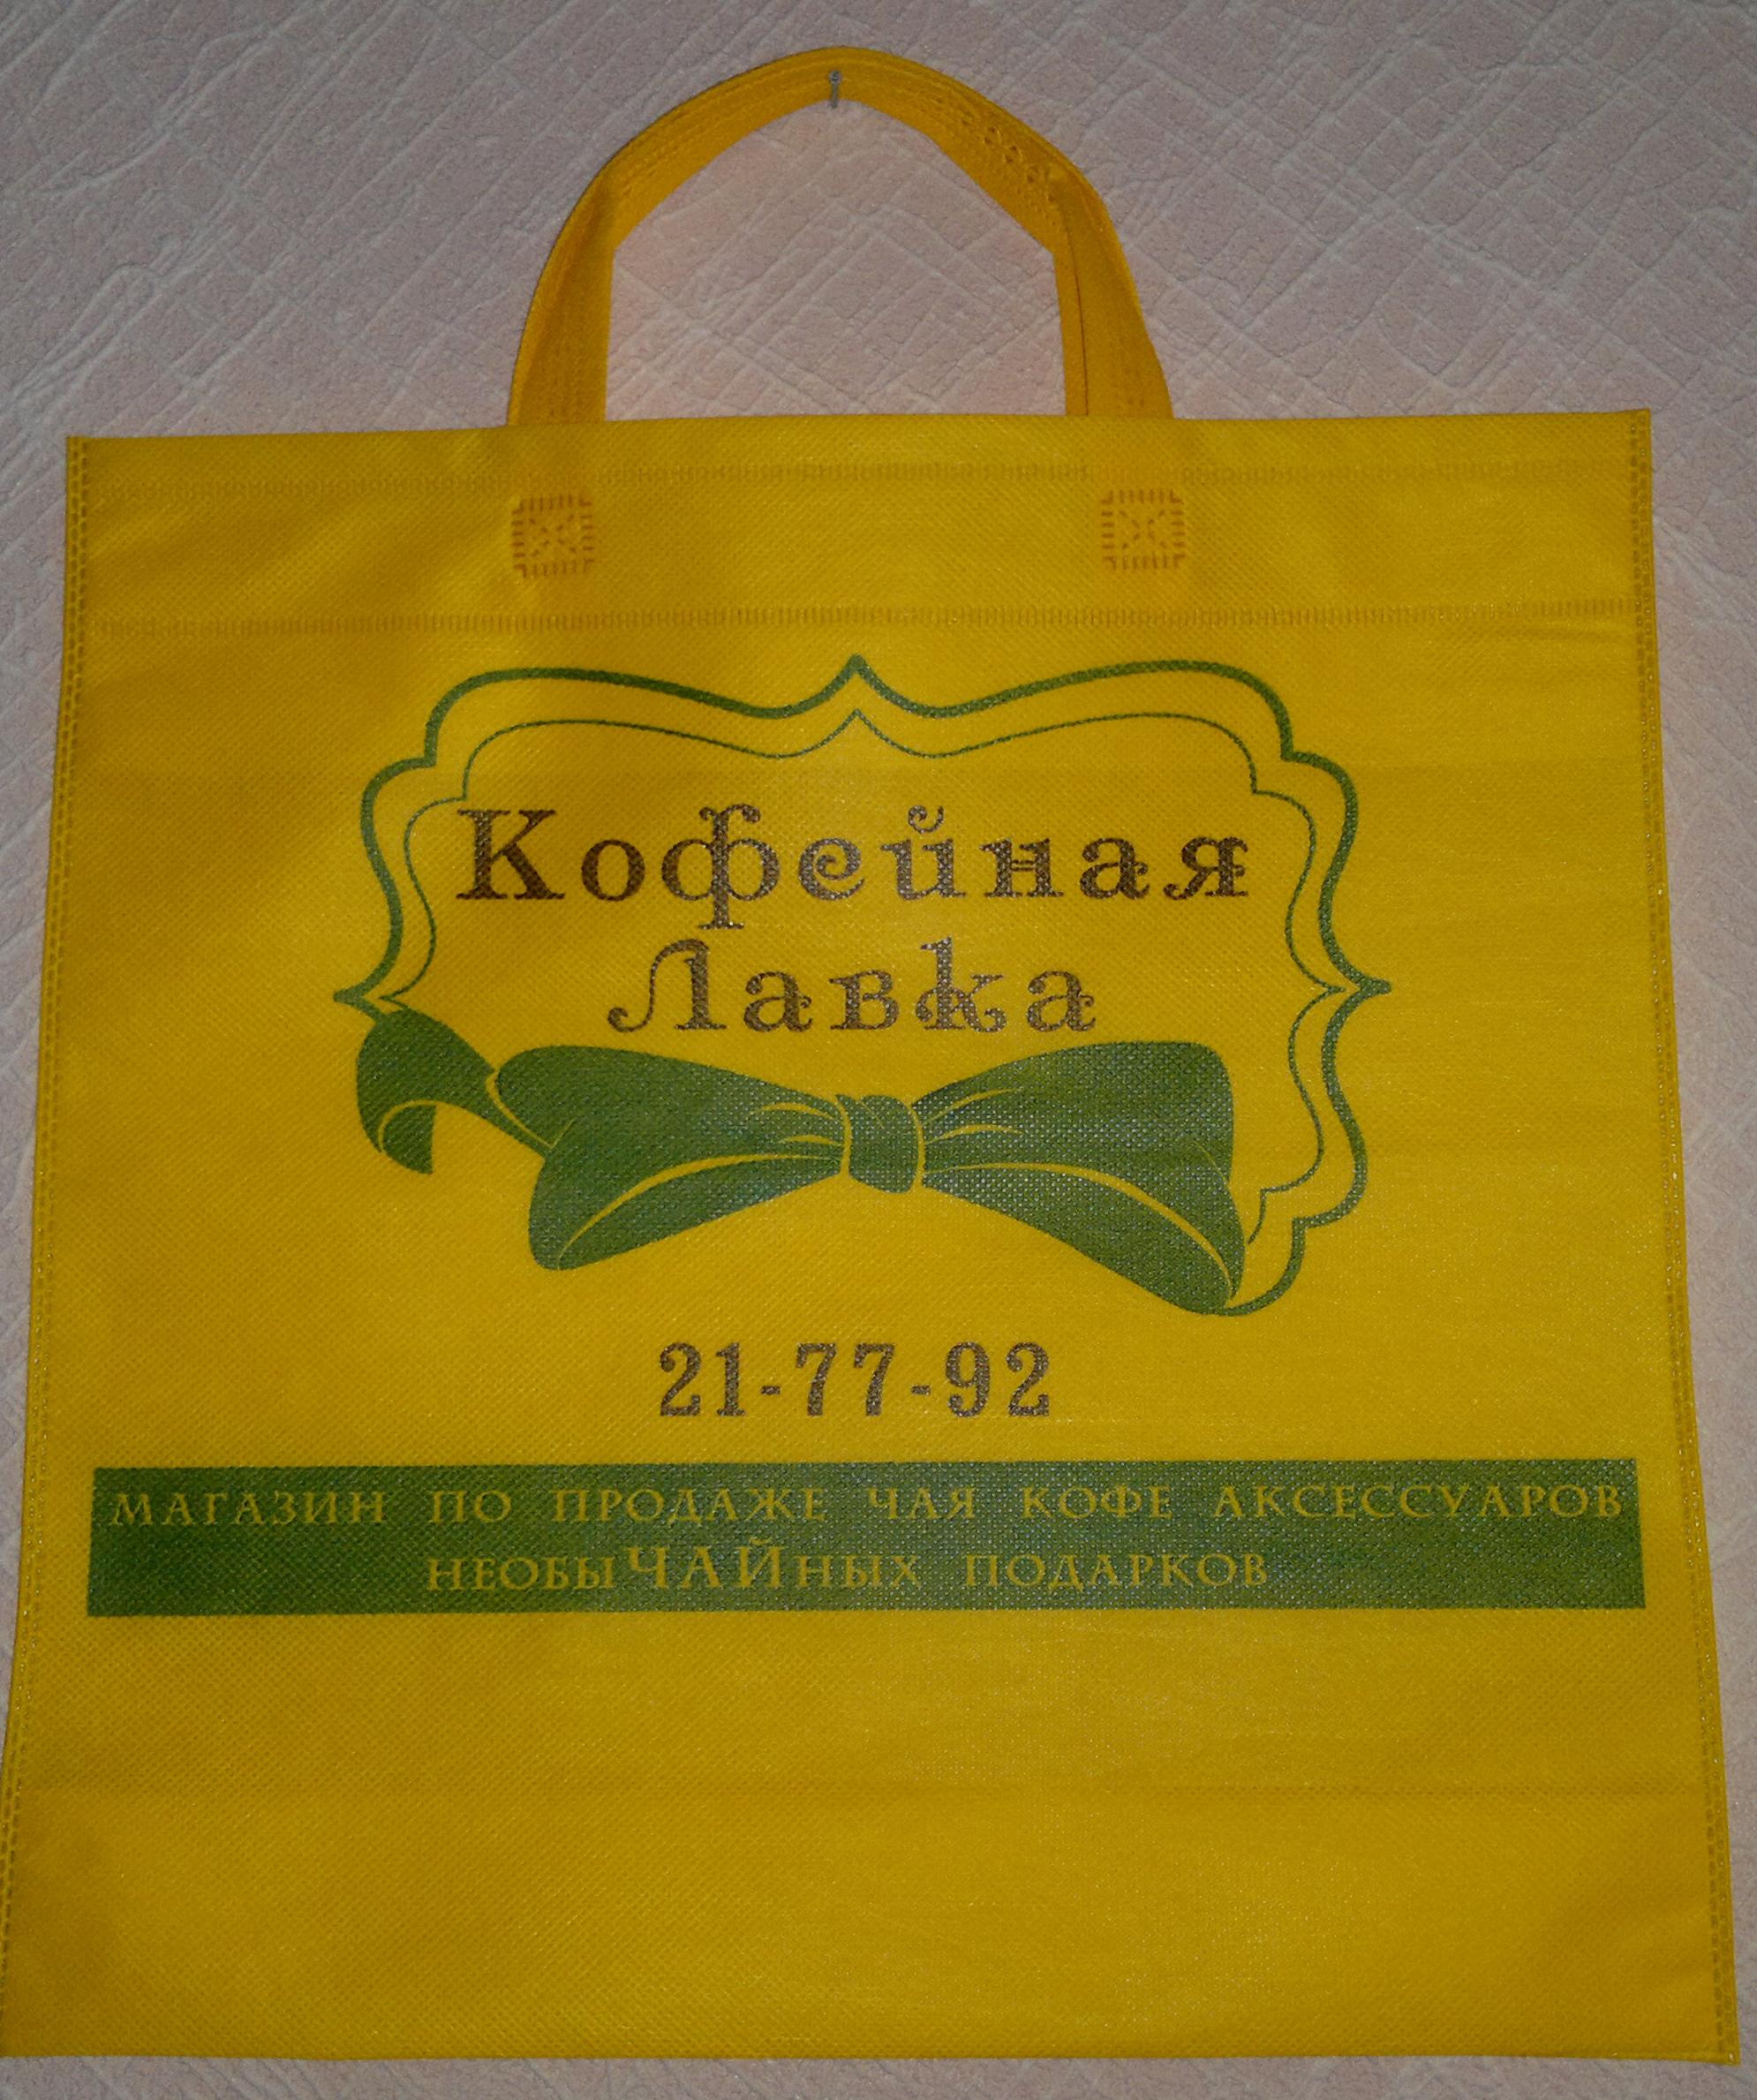 Кофейная
Лавка
21-77-92
МАГАЗИН ПО ПРОДАЖЕ ЧАЯ КОФЕ АКСЕССУАРОВ
НЕОБЫЧАЙНЫХ ПОДАРКОВ